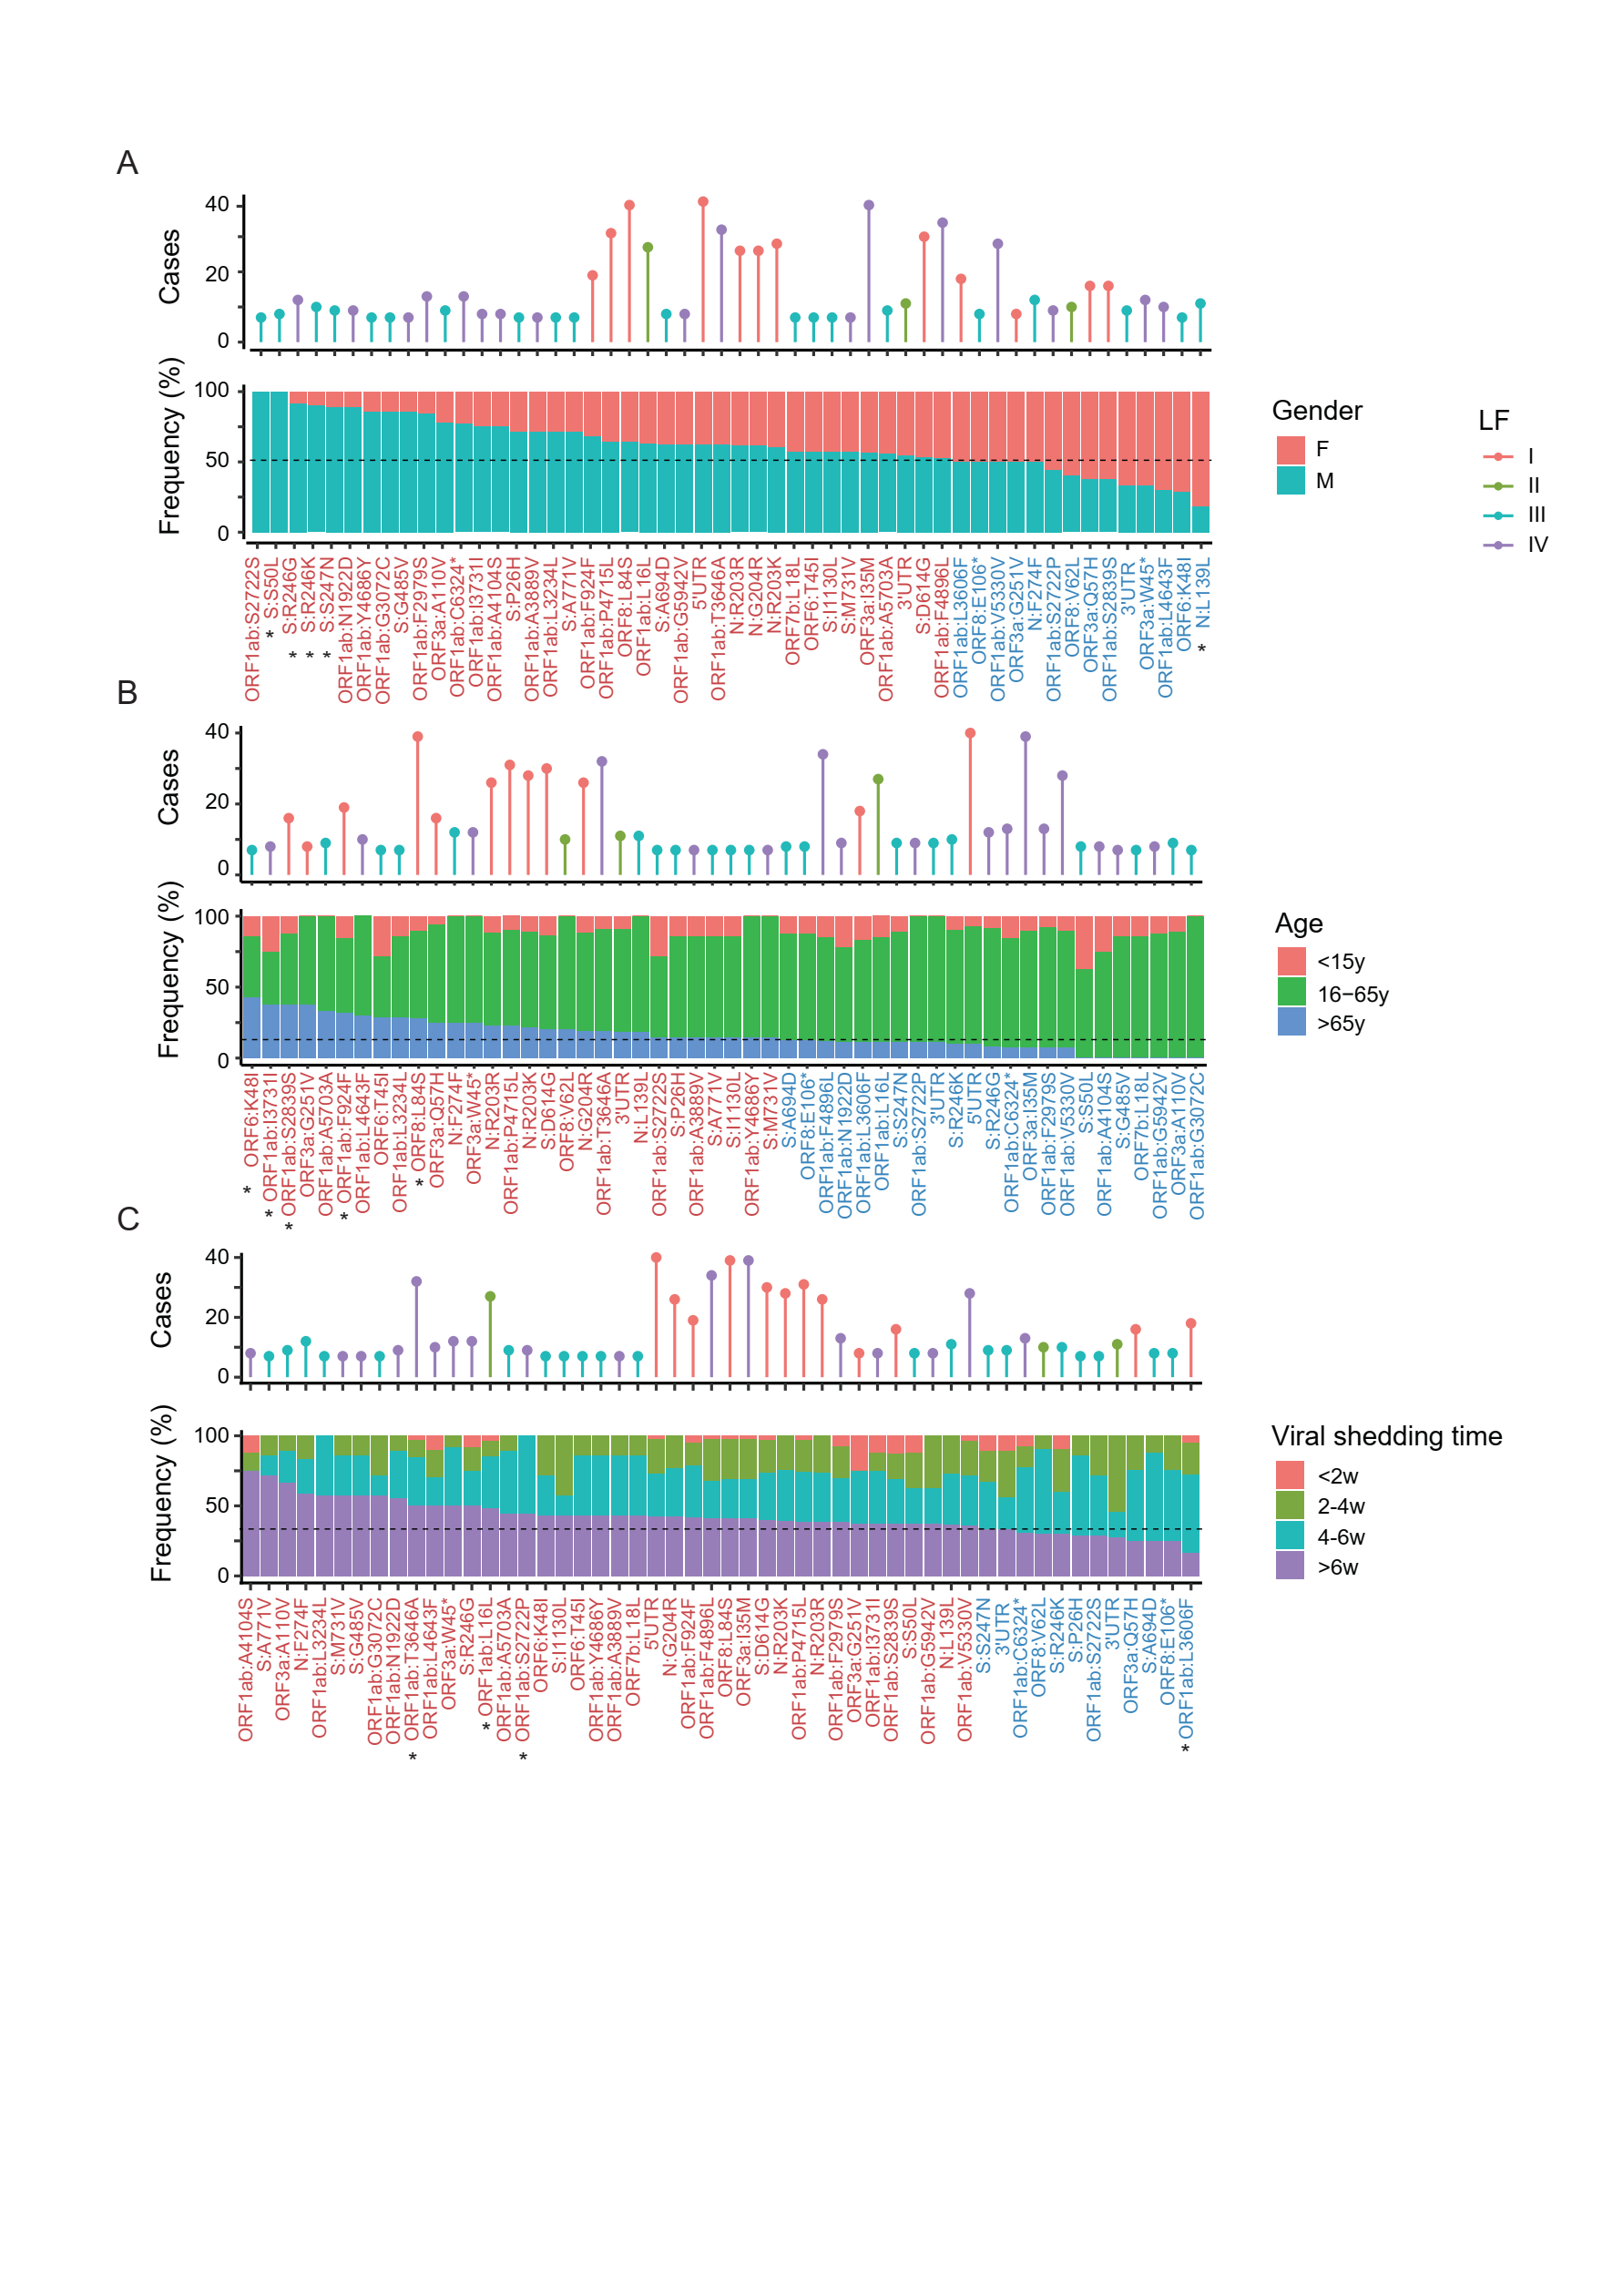 A
Cases
40
20
0
Frequency (%)
100
50
0
Gender
F
M
LF
I
II
III
IV
ORF1ab:S2722S
S:S50L
*
S:R246G
*
S:R246K
*
S:S247N
*
ORF1ab:N1922D
ORF1ab:Y4686Y
ORF1ab:G3072C
S:G485V
ORF1ab:F2979S
ORF3a:A110V
ORF1ab:C6324*
ORF1ab:I3731I
ORF1ab:A4104S
S:P26H
ORF1ab:A3889V
ORF1ab:L3234L
S:A771V
ORF1ab:F924F
ORF1ab:P4715L
ORF8:L84S
ORF1ab:L16L
S:A694D
ORF1ab:G5942V
5'UTR
ORF1ab:T3646A
N:R203R
N:G204R
N:R203K
ORF7b:L18L
ORF6:T45I
S:I1130L
S:M731V
ORF3a:I35M
ORF1ab:A5703A
3'UTR
S:D614G
ORF1ab:F4896L
ORF1ab:L3606F
ORF8:E106*
ORF1ab:V5330V
ORF3a:G251V
N:F274F
ORF1ab:S2722P
ORF8:V62L
ORF3a:Q57H
ORF1ab:S2839S
3'UTR
ORF3a:W45*
ORF1ab:L4643F
ORF6:K48I
N:L139L
*
B
Cases
40
20
0
Frequency (%)
100
50
0
Age
<15y
16−65y
>65y
ORF6:K48I
*
ORF1ab:I3731I
*
ORF1ab:S2839S
*
ORF3a:G251V
ORF1ab:A5703A
ORF1ab:F924F
*
ORF1ab:L4643F
ORF6:T45I
ORF1ab:L3234L
ORF8:L84S
*
ORF3a:Q57H
N:F274F
ORF3a:W45*
N:R203R
ORF1ab:P4715L
N:R203K
S:D614G
ORF8:V62L
N:G204R
ORF1ab:T3646A
3'UTR
N:L139L
ORF1ab:S2722S
S:P26H
ORF1ab:A3889V
S:A771V
S:I1130L
ORF1ab:Y4686Y
S:M731V
S:A694D
ORF8:E106*
ORF1ab:F4896L
ORF1ab:N1922D
ORF1ab:L3606F
ORF1ab:L16L
S:S247N
ORF1ab:S2722P
3'UTR
S:R246K
5'UTR
S:R246G
ORF1ab:C6324*
ORF3a:I35M
ORF1ab:F2979S
ORF1ab:V5330V
S:S50L
ORF1ab:A4104S
S:G485V
ORF7b:L18L
ORF1ab:G5942V
ORF3a:A110V
ORF1ab:G3072C
C
Cases
40
20
0
Frequency (%)
100
50
0
Viral shedding time
<2w
2-4w
4-6w
>6w
ORF1ab:A4104S
S:A771V
ORF3a:A110V
N:F274F
ORF1ab:L3234L
S:M731V
S:G485V
ORF1ab:G3072C
ORF1ab:N1922D
ORF1ab:T3646A
*
ORF1ab:L4643F
ORF3a:W45*
S:R246G
ORF1ab:L16L
*
ORF1ab:A5703A
ORF1ab:S2722P
*
ORF6:K48I
S:I1130L
ORF6:T45I
ORF1ab:Y4686Y
ORF1ab:A3889V
ORF7b:L18L
5'UTR
N:G204R
ORF1ab:F924F
ORF1ab:F4896L
ORF8:L84S
ORF3a:I35M
S:D614G
N:R203K
ORF1ab:P4715L
N:R203R
ORF1ab:F2979S
ORF3a:G251V
ORF1ab:I3731I
ORF1ab:S2839S
S:S50L
ORF1ab:G5942V
N:L139L
ORF1ab:V5330V
S:S247N
3'UTR
ORF1ab:C6324*
ORF8:V62L
S:R246K
S:P26H
ORF1ab:S2722S
3'UTR
ORF3a:Q57H
S:A694D
ORF8:E106*
ORF1ab:L3606F
*